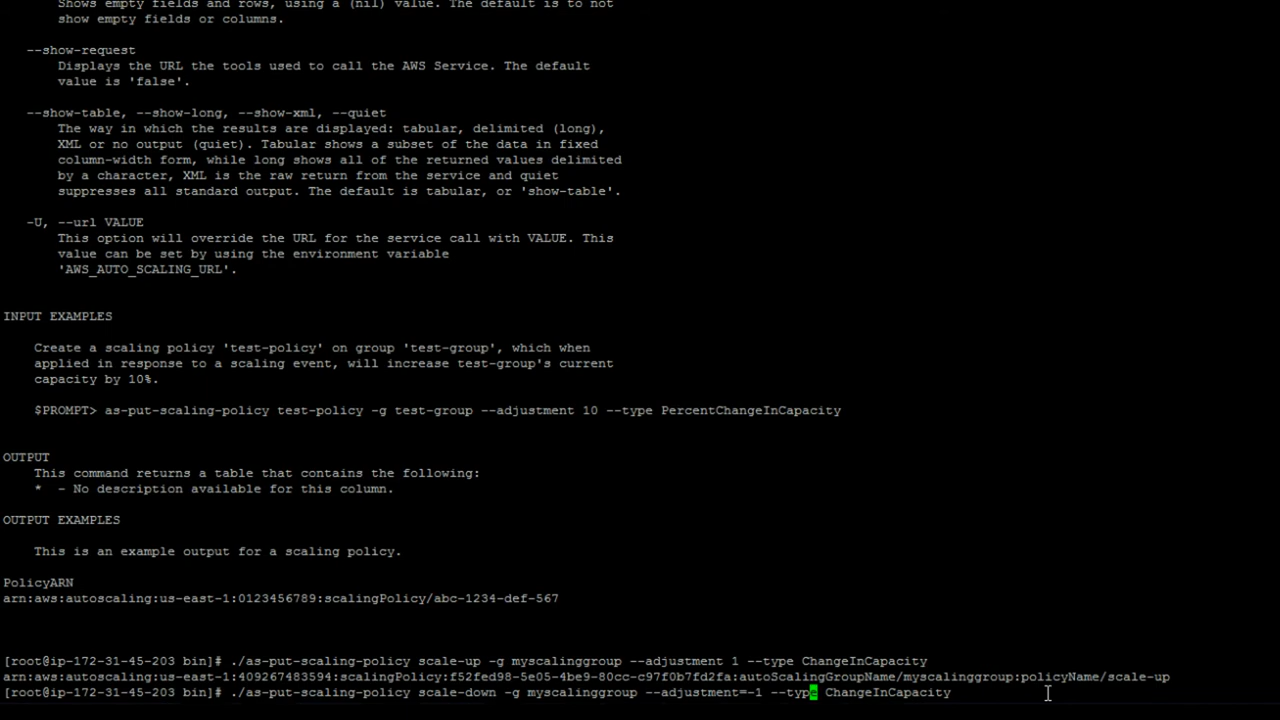 Shows empty fields and rows, using a (nil) value. The default is to not
show empty fields or columns.
--show-request
Displays the URL the tools used to call the AWS Service. The default
value is 'false'.
--show-table, --show-long, --show-xml, --quiet
The way in which the results are displayed: tabular, delimited (long),
XML or no output (quiet). Tabular shows a subset of the data in fixed
column-width form, while long shows all of the returned values delimited
by a character, XML is the raw return from the service and quiet
suppresses all standard output. The default is tabular, or 'show-table'.
-U, --url VALUE
This option will override the URL for the service call with VALUE. This
value can be set by using the environment variable
'AWS_AUTO_SCALING_URL'.
INPUT EXAMPLES
Create a scaling policy 'test-policy' on group 'test-group', which when
applied in response to a scaling event, will increase test-group's current
capacity by 10%.
$PROMPT> as-put-scaling-policy test-policy -g test-group --adjustment 10 --type PercentChangeInCapacity
OUTPUT
This command returns a table that contains the following:
* - No description available for this column.
OUTPUT EXAMPLES
This is an example output for a scaling policy.
PolicyARN
arn:aws:autoscaling:us-east-1:0123456789:scalingPolicy/abc-1234-def-567
[root@ip-172-31-45-203 bin]# ./as-put-scaling-policy scale-up -g myscalinggroup --adjustment 1 --type ChangeInCapacity
arn:aws:autoscaling:us-east-1:409267483594:scalingPolicy:f52fed98-5e05-4be9-80cc-c97f0b7fd2fa:autoScalingGroupName/myscalinggroup:policyName/scale-up
[root@ip-172-31-45-203 bin]# ./as-put-scaling-policy scale-down -g myscalinggroup --adjustment=-1 --type ChangeInCapacity